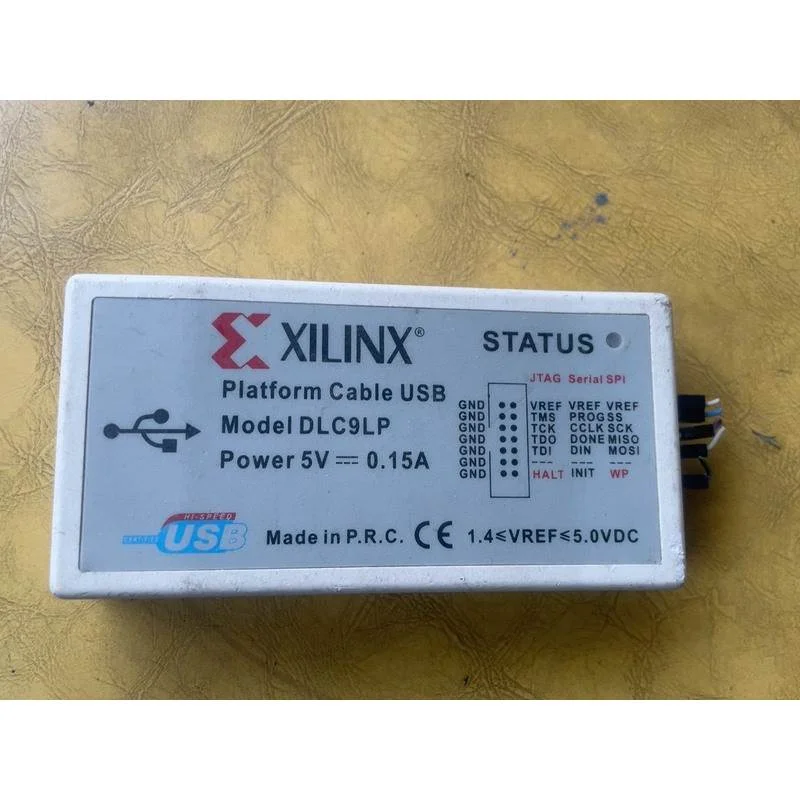 XILINX®
STATUS
Platform Cable USB
Model DLC9LP
Power 5V ⎓ 0.15A
JTAG Serial SPI
GND VREF VREF VREF
GND TMS PROG SS
GND TCK CCLK SCK
GND TDO DONE MISO
GND TDI DIN MOSI
GND --- --- ---
GND HALT INIT WP
HI-SPEED
CERTIFIED USB
Made in P.R.C. CE 1.4≤VREF≤5.0VDC